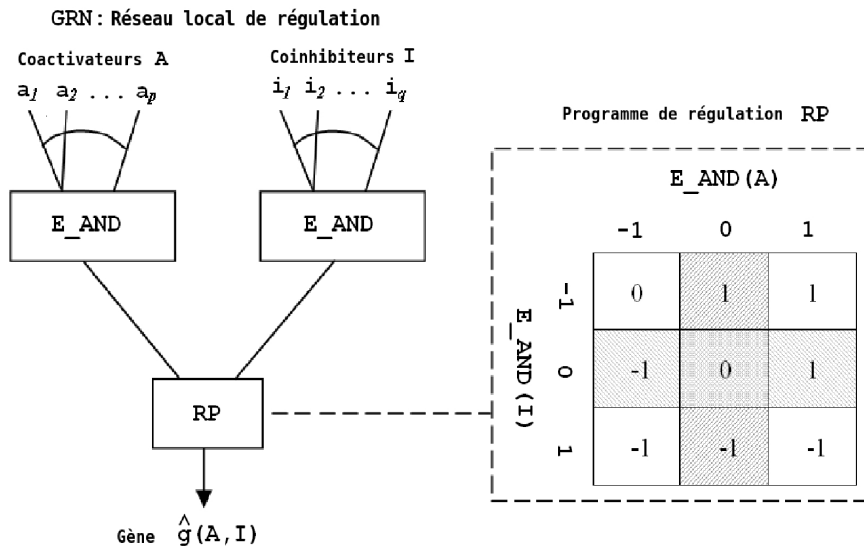 GRN: Réseau local de régulation
Coactivateurs A
Coinhibiteurs I
a1 a2 ... ap
i1 i2 ... iq
E_AND
E_AND
RP
Gène ĝ(A,I)
Programme de régulation RP
E_AND(A)
-1 0 1
E_AND(I)
-1 0 1 1
0 -1 0 1
1 -1 -1 -1